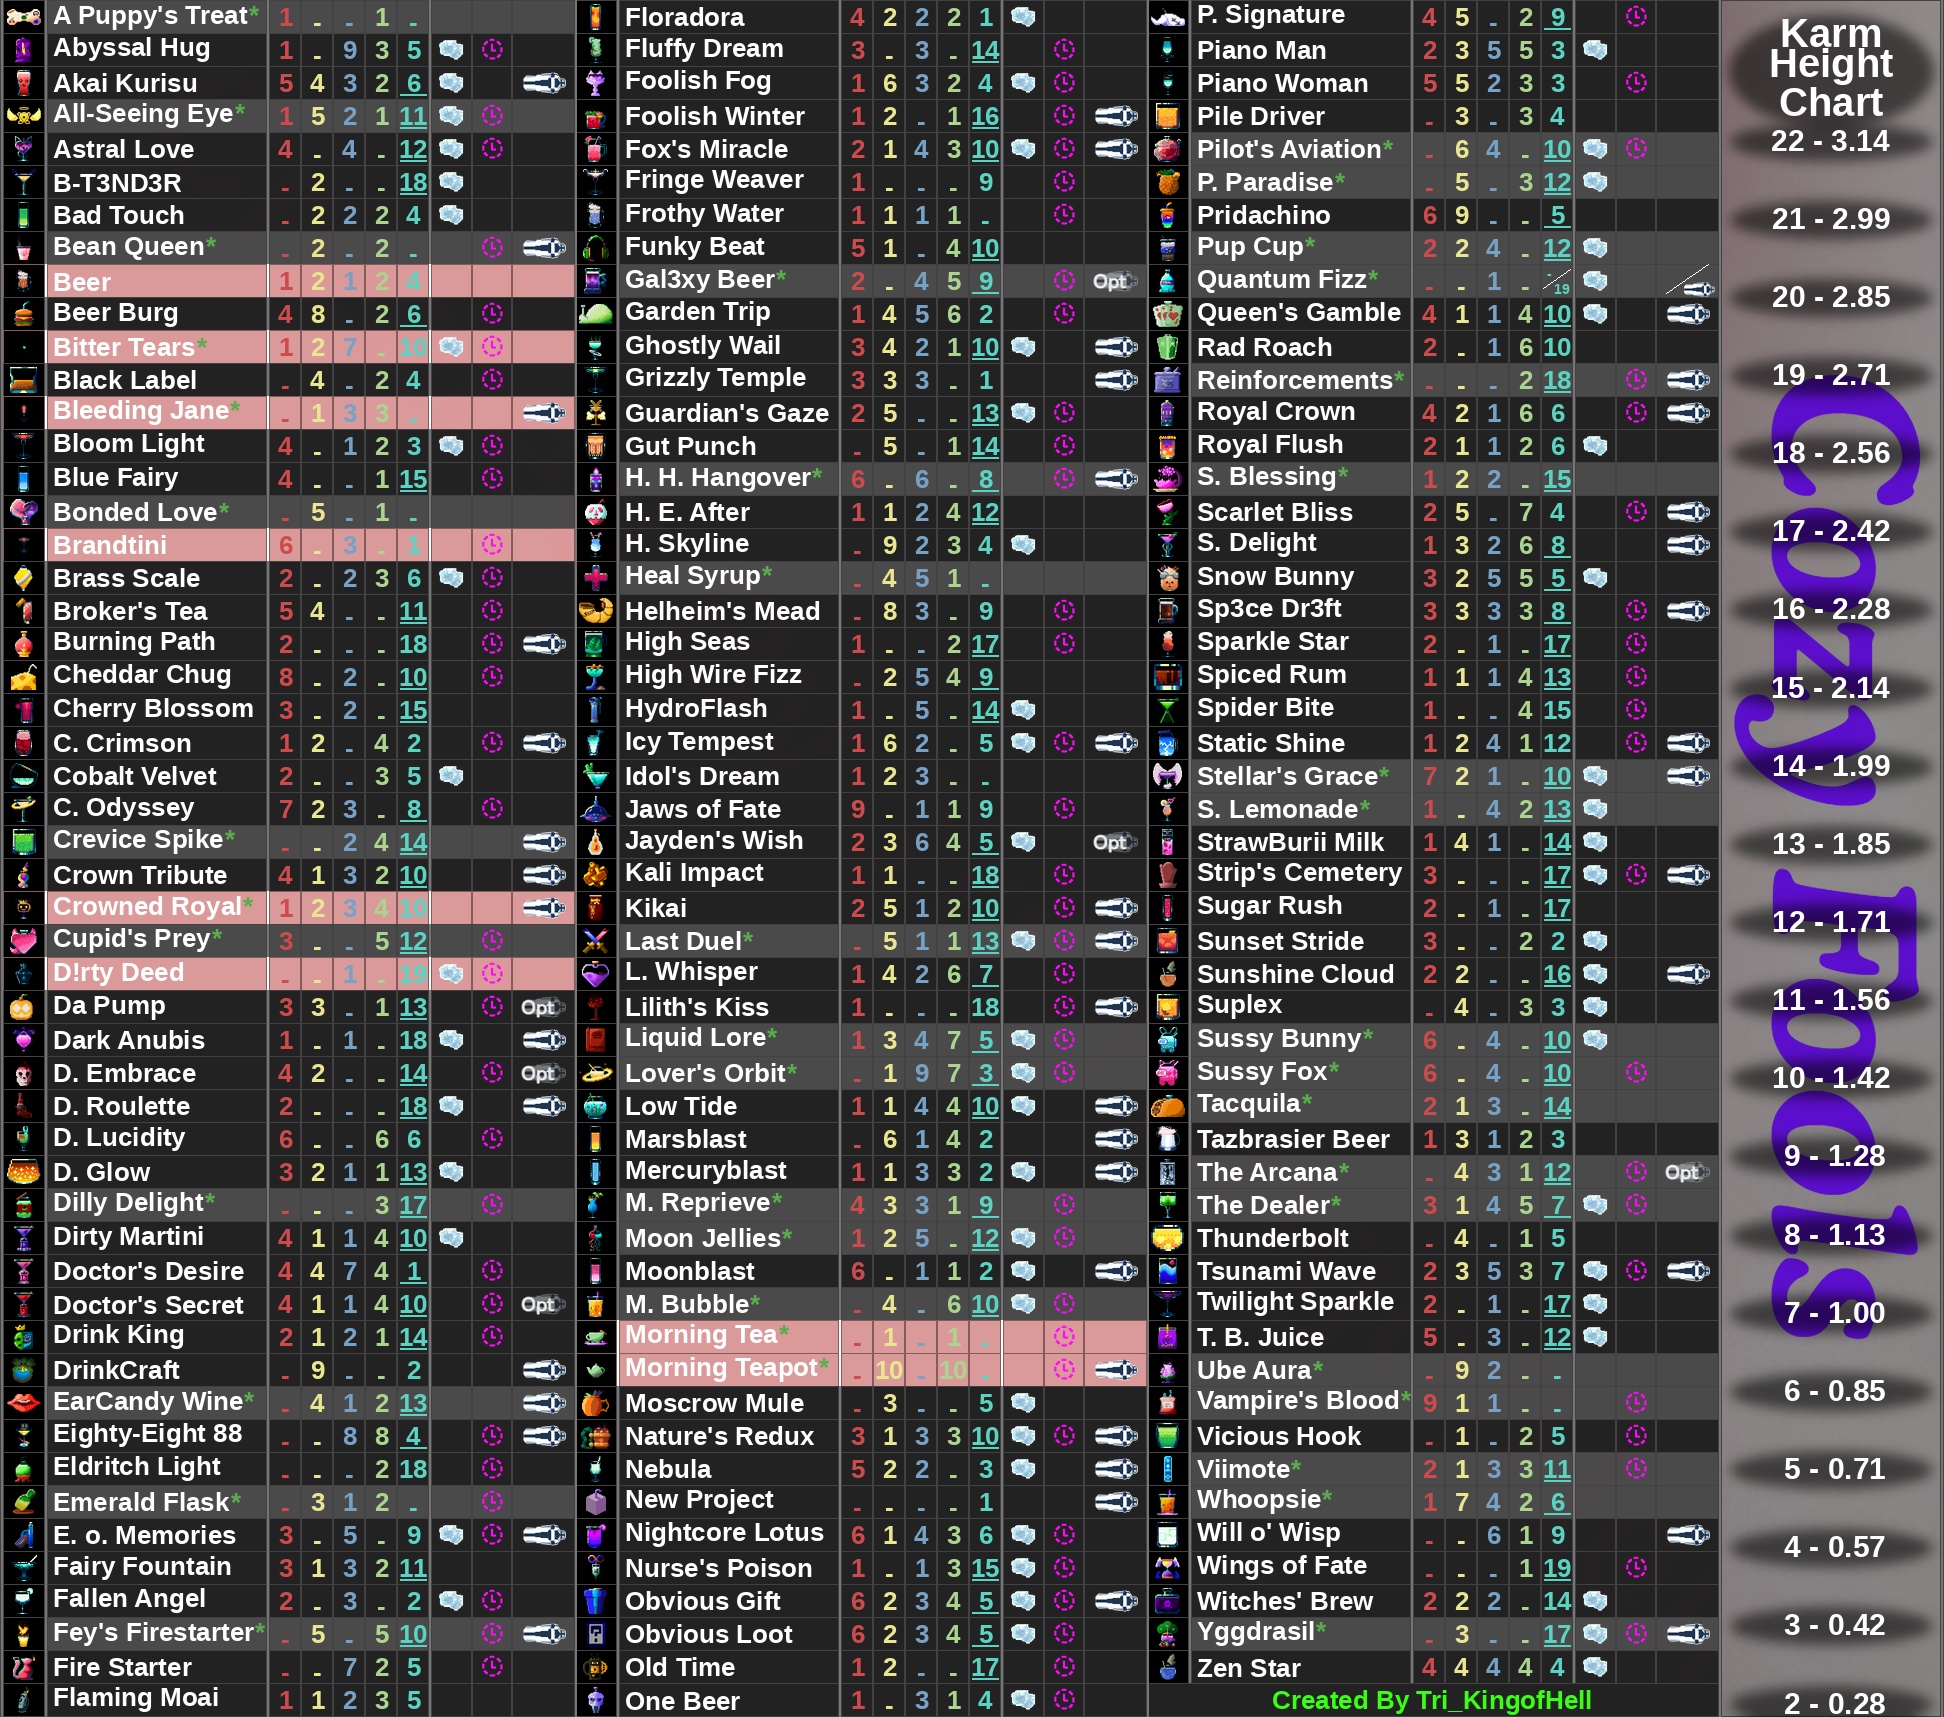 A Puppy's Treat* 1 - - 1 -
Abyssal Hug 1 - 9 3 5
Akai Kurisu 5 4 3 2 6
All-Seeing Eye* 1 5 2 1 11
Astral Love 4 - 4 - 12
B-T3ND3R - 2 - - 18
Bad Touch - 2 2 2 4
Bean Queen* - 2 - 2 -
Beer 1 2 1 2 4
Beer Burg 4 8 - 2 6
Bitter Tears* 1 2 7 - 10
Black Label - 4 - 2 4
Bleeding Jane* - 1 3 3 -
Bloom Light 4 - 1 2 3
Blue Fairy 4 - - 1 15
Bonded Love* - 5 - 1 -
Brandtini 6 - 3 - 1
Brass Scale 2 - 2 3 6
Broker's Tea 5 4 - - 11
Burning Path 2 - - - 18
Cheddar Chug 8 - 2 - 10
Cherry Blossom 3 - 2 - 15
C. Crimson 1 2 - 4 2
Cobalt Velvet 2 - - 3 5
C. Odyssey 7 2 3 - 8
Crevice Spike* - - 2 4 14
Crown Tribute 4 1 3 2 10
Crowned Royal* 1 2 3 4 10
Cupid's Prey* 3 - - 5 12
D!rty Deed - - 1 - 19
Da Pump 3 3 - 1 13 Opt
Dark Anubis 1 - 1 - 18
D. Embrace 4 2 - - 14 Opt
D. Roulette 2 - - - 18
D. Lucidity 6 - - 6 6
D. Glow 3 2 1 1 13
Dilly Delight* - - - 3 17
Dirty Martini 4 1 1 4 10
Doctor's Desire 4 4 7 4 1
Doctor's Secret 4 1 1 4 10 Opt
Drink King 2 1 2 1 14
DrinkCraft - 9 - - 2
EarCandy Wine* - 4 1 2 13
Eighty-Eight 88 - - 8 8 4
Eldritch Light - - - 2 18
Emerald Flask* - 3 1 2 -
E. o. Memories 3 - 5 - 9
Fairy Fountain 3 1 3 2 11
Fallen Angel 2 - 3 - 2
Fey's Firestarter* - 5 - 5 10
Fire Starter - - 7 2 5
Flaming Moai 1 1 2 3 5
Floradora 4 2 2 2 1
Fluffy Dream 3 - 3 - 14
Foolish Fog 1 6 3 2 4
Foolish Winter 1 2 - 1 16
Fox's Miracle 2 1 4 3 10
Fringe Weaver 1 - - - 9
Frothy Water 1 1 1 1 -
Funky Beat 5 1 - 4 10
Gal3xy Beer* 2 - 4 5 9 Opt
Garden Trip 1 4 5 6 2
Ghostly Wail 3 4 2 1 10
Grizzly Temple 3 3 3 - 1
Guardian's Gaze 2 5 - - 13
Gut Punch - 5 - 1 14
H. H. Hangover* 6 - 6 - 8
H. E. After 1 1 2 4 12
H. Skyline - 9 2 3 4
Heal Syrup* - 4 5 1 -
Helheim's Mead - 8 3 - 9
High Seas 1 - - 2 17
High Wire Fizz - 2 5 4 9
HydroFlash 1 - 5 - 14
Icy Tempest 1 6 2 - 5
Idol's Dream 1 2 3 - -
Jaws of Fate 9 - 1 1 9
Jayden's Wish 2 3 6 4 5 Opt
Kali Impact 1 1 - - 18
Kikai 2 5 1 2 10
Last Duel* - 5 1 1 13
L. Whisper 1 4 2 6 7
Lilith's Kiss 1 - - - 18
Liquid Lore* 1 3 4 7 5
Lover's Orbit* - 1 9 7 3
Low Tide 1 1 4 4 10
Marsblast - 6 1 4 2
Mercuryblast 1 1 3 3 2
M. Reprieve* 4 3 3 1 9
Moon Jellies* 1 2 5 - 12
Moonblast 6 - 1 1 2
M. Bubble* - 4 - 6 10
Morning Tea* - 1 - 1 -
Morning Teapot* - 10 - 10 -
Moscrow Mule - 3 - - 5
Nature's Redux 3 1 3 3 10
Nebula 5 2 2 - 3
New Project - - - - 1
Nightcore Lotus 6 1 4 3 6
Nurse's Poison 1 - 1 3 15
Obvious Gift 6 2 3 4 5
Obvious Loot 6 2 3 4 5
Old Time 1 2 - - 17
One Beer 1 - 3 1 4
P. Signature 4 5 - 2 9
Piano Man 2 3 5 5 3
Piano Woman 5 5 2 3 3
Pile Driver - 3 - 3 4
Pilot's Aviation* - 6 4 - 10
P. Paradise* - 5 - 3 12
Pridachino 6 9 - - 5
Pup Cup* 2 2 4 - 12
Quantum Fizz* - - 1 - -/19
Queen's Gamble 4 1 1 4 10
Rad Roach 2 - 1 6 10
Reinforcements* - - - 2 18
Royal Crown 4 2 1 6 6
Royal Flush 2 1 1 2 6
S. Blessing* 1 2 2 - 15
Scarlet Bliss 2 5 - 7 4
S. Delight 1 3 2 6 8
Snow Bunny 3 2 5 5 5
Sp3ce Dr3ft 3 3 3 3 8
Sparkle Star 2 - 1 - 17
Spiced Rum 1 1 1 4 13
Spider Bite 1 - - 4 15
Static Shine 1 2 4 1 12
Stellar's Grace* 7 2 1 - 10
S. Lemonade* 1 - 4 2 13
StrawBurii Milk 1 4 1 - 14
Strip's Cemetery 3 - - - 17
Sugar Rush 2 - 1 - 17
Sunset Stride 3 - - 2 2
Sunshine Cloud 2 2 - - 16
Suplex - 4 - 3 3
Sussy Bunny* 6 - 4 - 10
Sussy Fox* 6 - 4 - 10
Tacquila* 2 1 3 - 14
Tazbrasier Beer 1 3 1 2 3
The Arcana* - 4 3 1 12 Opt
The Dealer* 3 1 4 5 7
Thunderbolt - 4 - 1 5
Tsunami Wave 2 3 5 3 7
Twilight Sparkle 2 - 1 - 17
T. B. Juice 5 - 3 - 12
Ube Aura* - 9 2 - -
Vampire's Blood* 9 1 1 - -
Vicious Hook - 1 - 2 5
Viimote* 2 1 3 3 11
Whoopsie* 1 7 4 2 6
Will o' Wisp - - 6 1 9
Wings of Fate - - - 1 19
Witches' Brew 2 2 2 - 14
Yggdrasil* - 3 - - 17
Zen Star 4 4 4 4 4
Created By Tri_KingofHell
Karm
Height
Chart
22 - 3.14
21 - 2.99
20 - 2.85
19 - 2.71
18 - 2.56
17 - 2.42
16 - 2.28
15 - 2.14
14 - 1.99
13 - 1.85
12 - 1.71
11 - 1.56
10 - 1.42
9 - 1.28
8 - 1.13
7 - 1.00
6 - 0.85
5 - 0.71
4 - 0.57
3 - 0.42
2 - 0.28
Cozy Fools